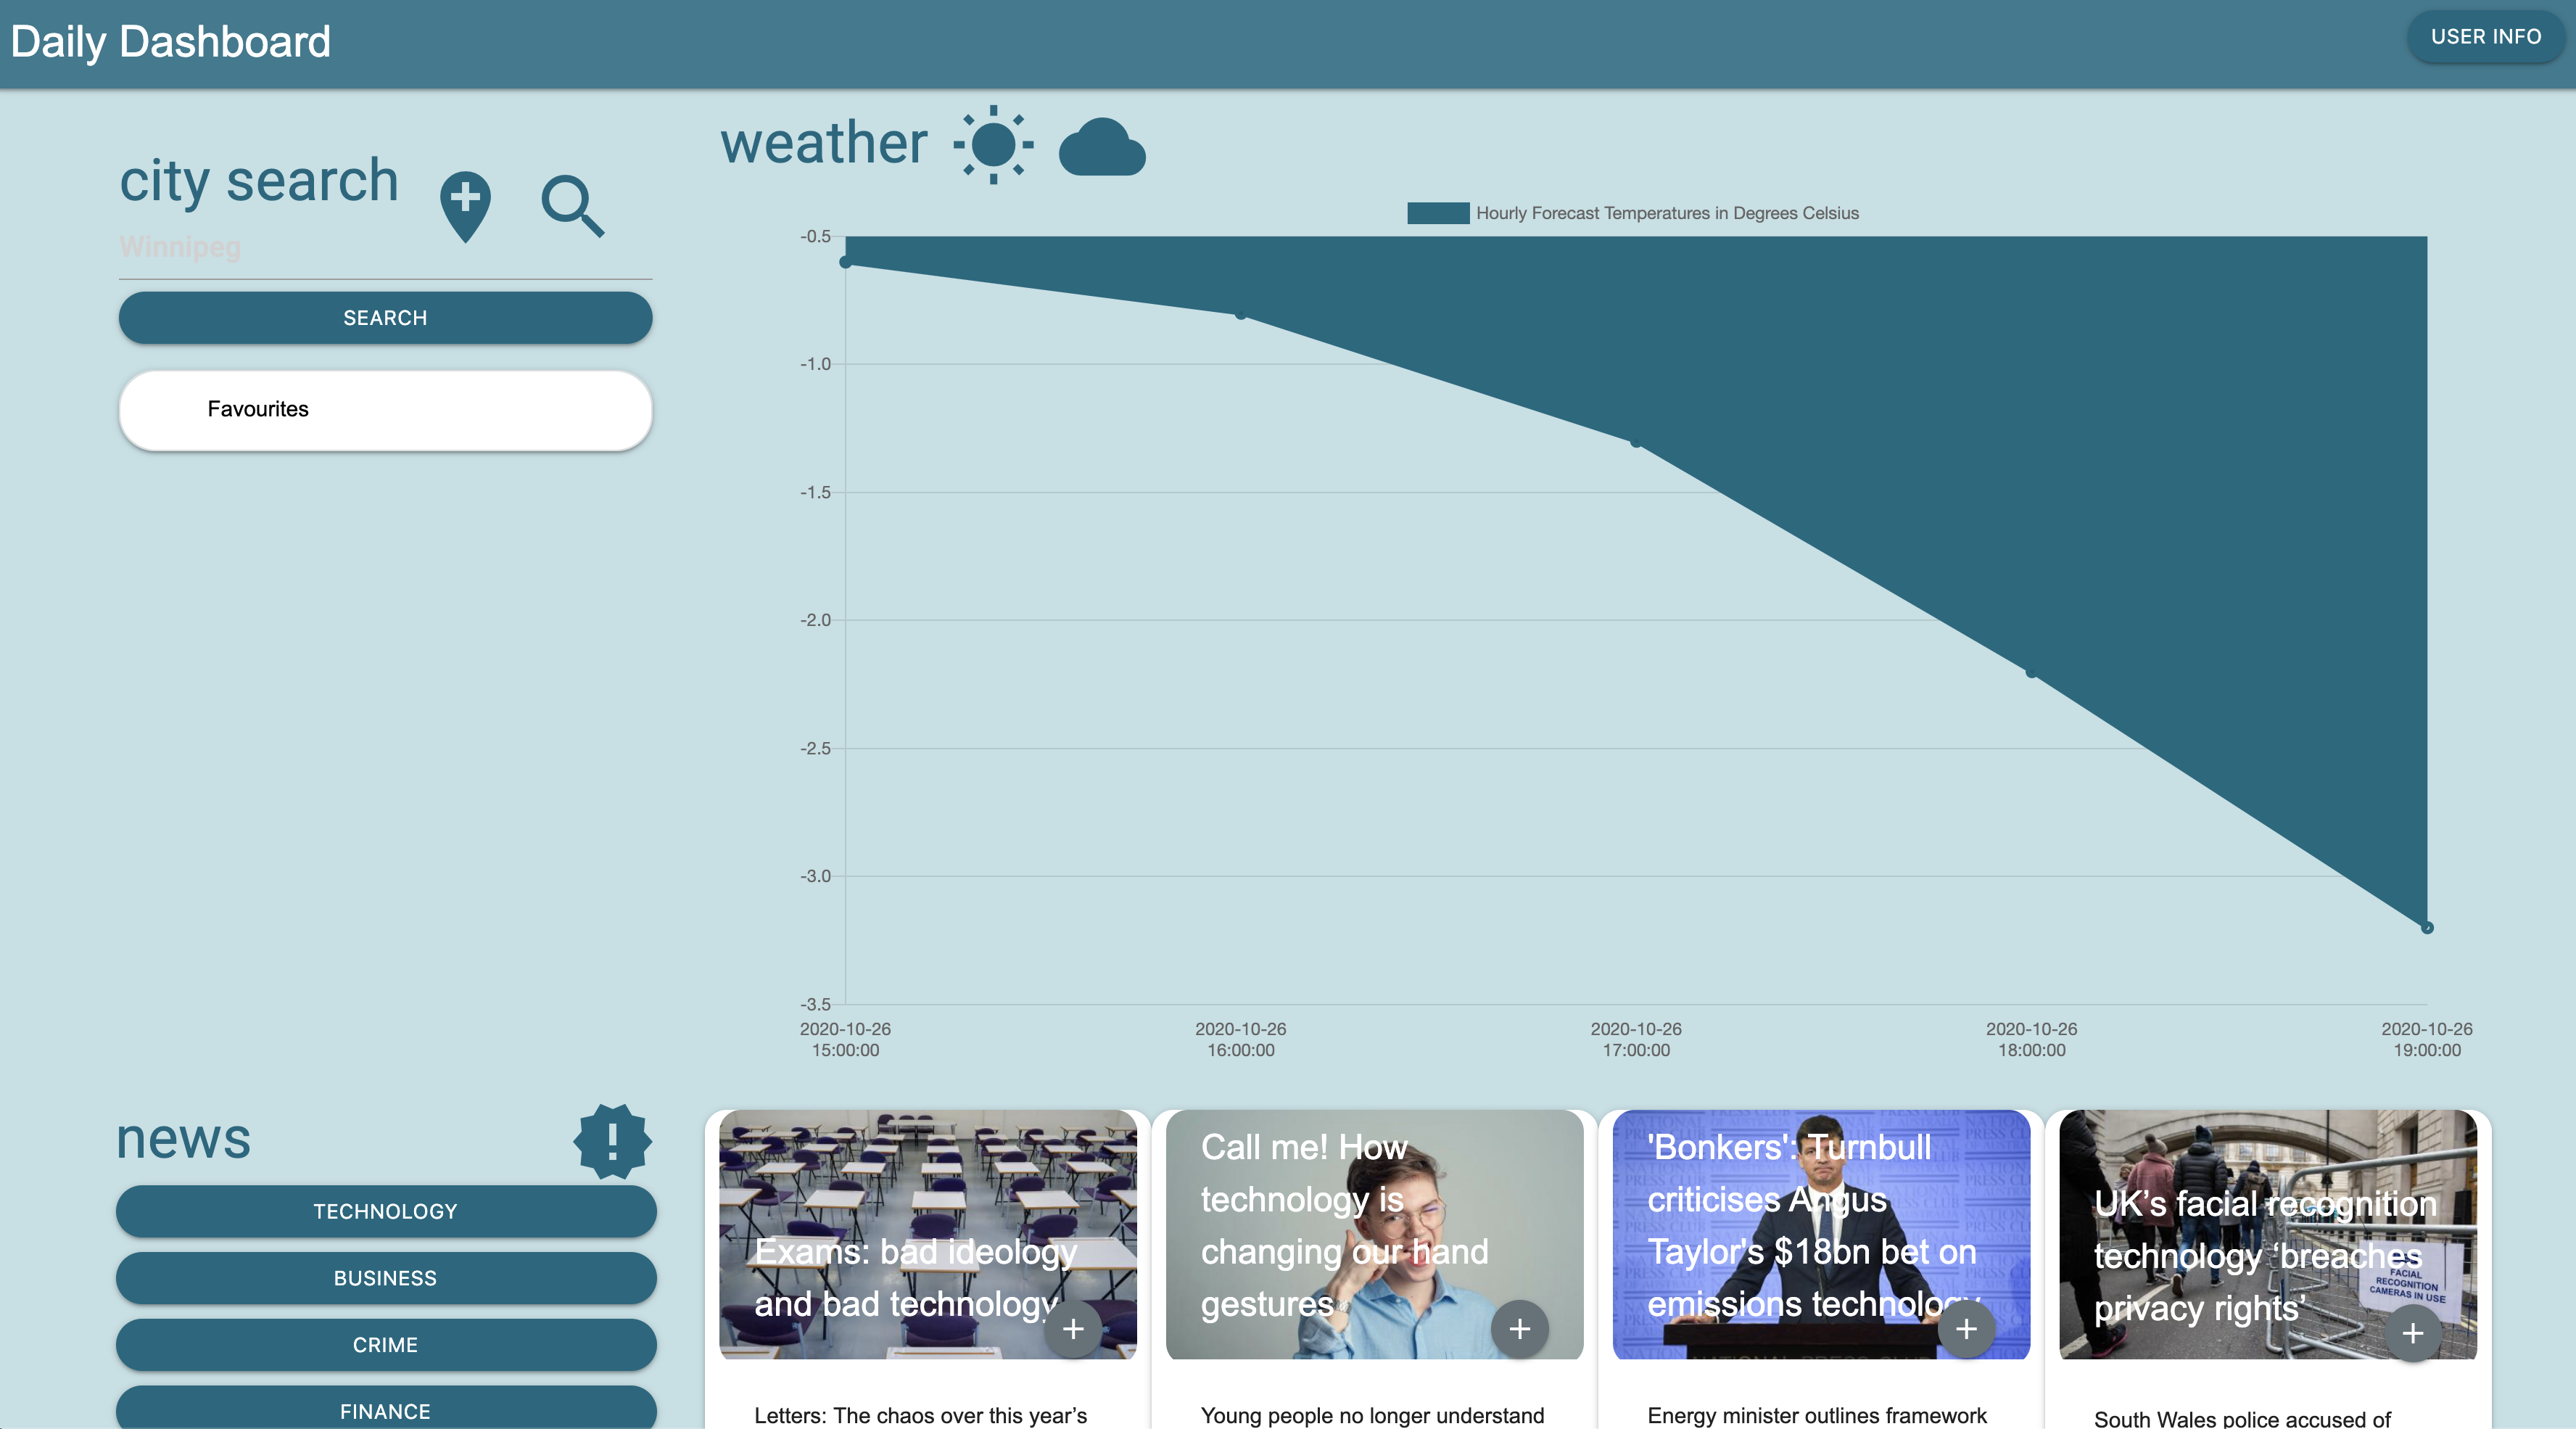 Daily Dashboard
USER INFO
city search
Winnipeg
SEARCH
Favourites
weather
Hourly Forecast Temperatures in Degrees Celsius
-0.5
-1.0
-1.5
-2.0
-2.5
-3.0
-3.5
2020-10-26
15:00:00
2020-10-26
16:00:00
2020-10-26
17:00:00
2020-10-26
18:00:00
2020-10-26
19:00:00
news
TECHNOLOGY
BUSINESS
CRIME
FINANCE
Exams: bad ideology
and bad technology
+
Letters: The chaos over this year’s
Call me! How
technology is
changing our hand
gestures
+
Young people no longer understand
'Bonkers': Turnbull
criticises Angus
Taylor's $18bn bet on
emissions technology
+
NATIONAL PRESS CLUB
Energy minister outlines framework
UK’s facial recognition
technology ‘breaches
privacy rights’
FACIAL
RECOGNITION
CAMERAS IN USE
+
South Wales police accused of